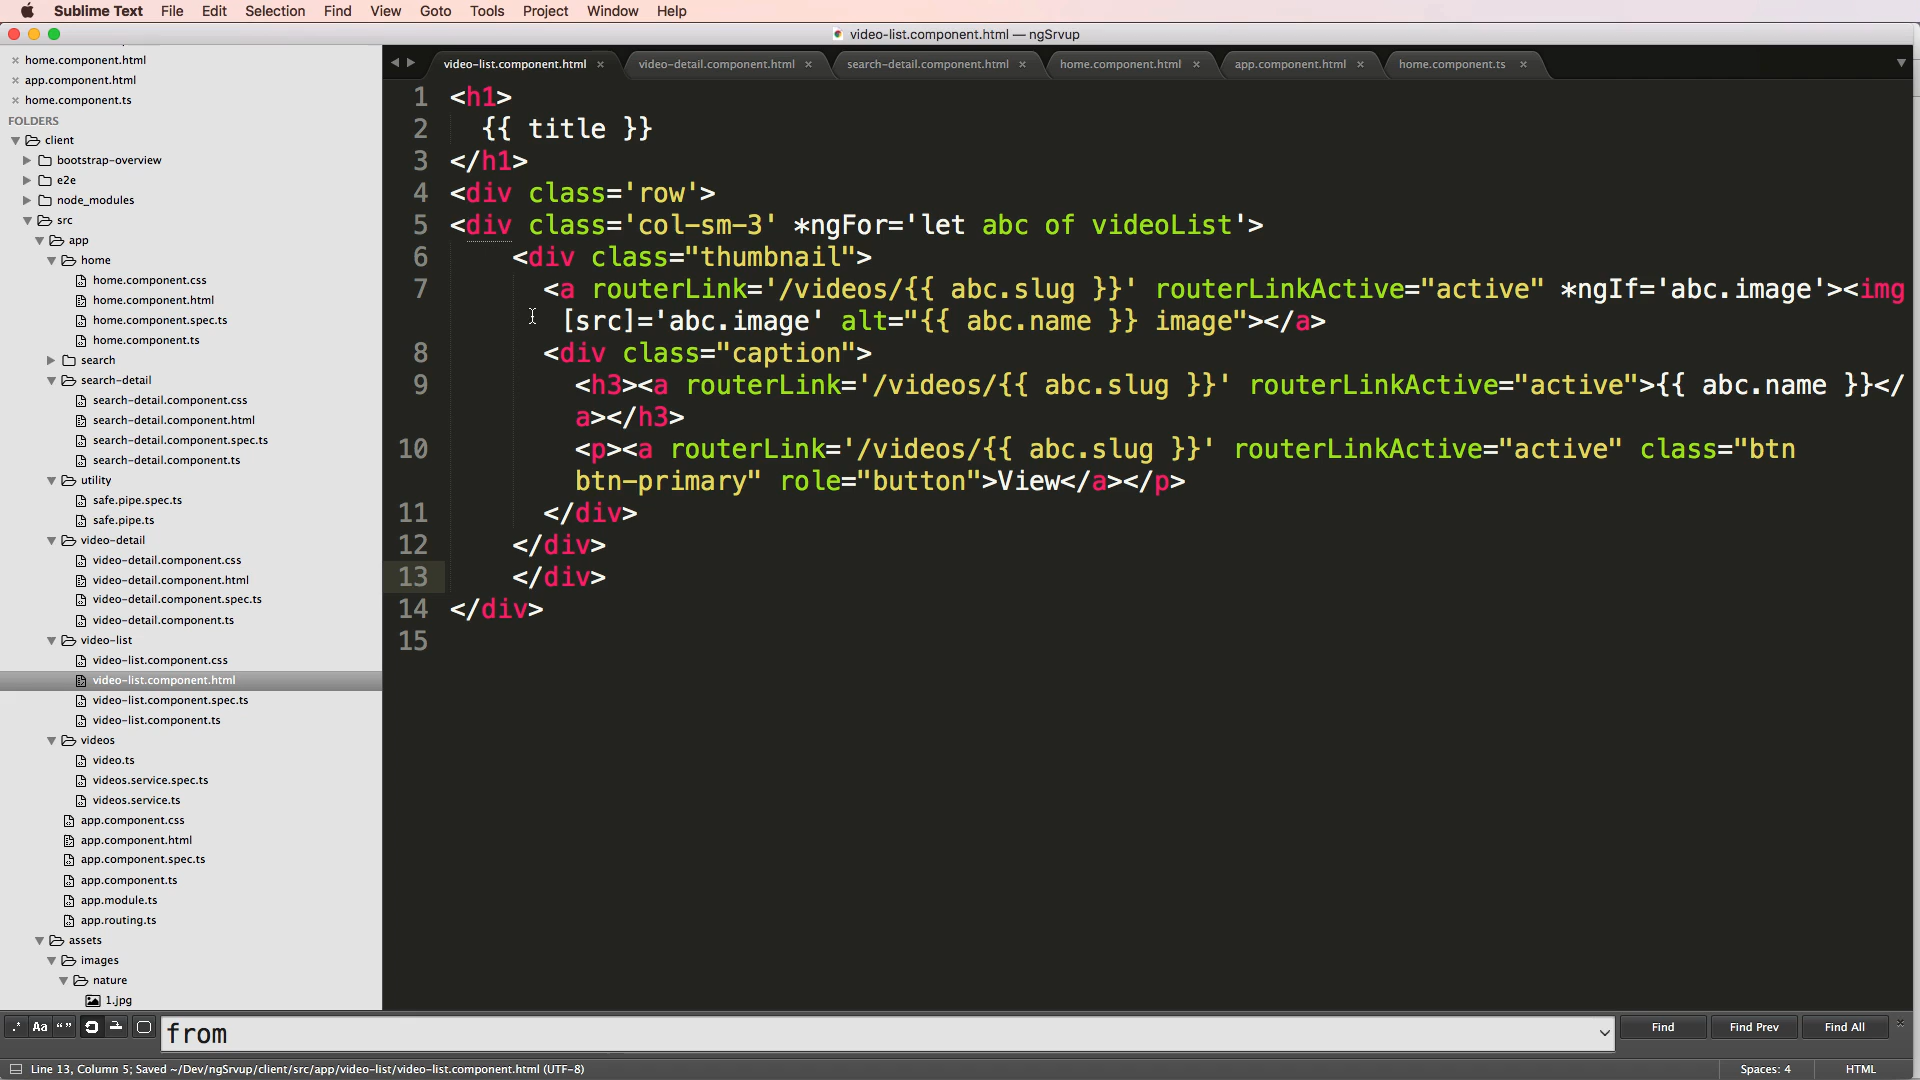 Sublime Text File Edit Selection Find View Goto Tools Project Window Help
video-list.component.html — ngSrvup
home.component.html
app.component.html
home.component.ts
FOLDERS
client
bootstrap-overview
e2e
node_modules
src
app
home
home.component.css
home.component.html
home.component.spec.ts
home.component.ts
search
search-detail
search-detail.component.css
search-detail.component.html
search-detail.component.spec.ts
search-detail.component.ts
utility
safe.pipe.spec.ts
safe.pipe.ts
video-detail
video-detail.component.css
video-detail.component.html
video-detail.component.spec.ts
video-detail.component.ts
video-list
video-list.component.css
video-list.component.html
video-list.component.spec.ts
video-list.component.ts
videos
video.ts
videos.service.spec.ts
videos.service.ts
app.component.css
app.component.html
app.component.spec.ts
app.component.ts
app.module.ts
app.routing.ts
assets
images
nature
1.jpg
video-list.component.html video-detail.component.html search-detail.component.html home.component.html app.component.html home.component.ts
1 <h1>
2 {{ title }}
3 </h1>
4 <div class='row'>
5 <div class='col-sm-3' *ngFor='let abc of videoList'>
6 <div class="thumbnail">
7 <a routerLink='/videos/{{ abc.slug }}' routerLinkActive="active" *ngIf='abc.image'><img
[src]='abc.image' alt="{{ abc.name }} image"></a>
8 <div class="caption">
9 <h3><a routerLink='/videos/{{ abc.slug }}' routerLinkActive="active">{{ abc.name }}</
a></h3>
10 <p><a routerLink='/videos/{{ abc.slug }}' routerLinkActive="active" class="btn
btn-primary" role="button">View</a></p>
11 </div>
12 </div>
13 </div>
14 </div>
15
.* Aa “” from Find Find Prev Find All
Line 13, Column 5; Saved ~/Dev/ngSrvup/client/src/app/video-list/video-list.component.html (UTF-8) Spaces: 4 HTML